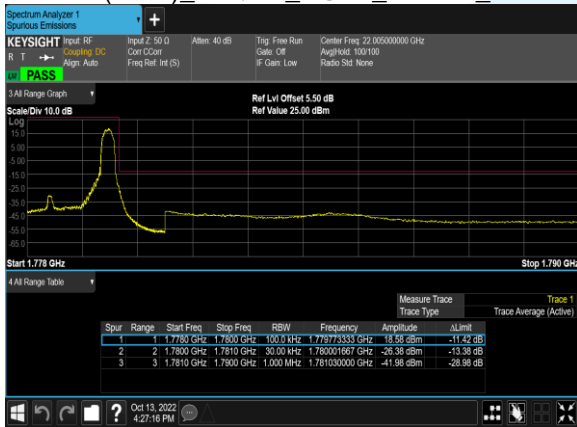 Spectrum Analyzer 1
Spurious Emissions
+
KEYSIGHT Input: RF Input Z: 50 Ω Atten: 40 dB Trig: Free Run Center Freq: 22.005000000 GHz
R T Coupling: DC Corr CCorr Gate: Off Avg|Hold: 100/100
Align: Auto Freq Ref: Int (S) IF Gain: Low Radio Std: None
PASS
3 All Range Graph
Ref Lvl Offset 5.50 dB
Scale/Div 10.0 dB Ref Value 25.00 dBm
Log
15.0
5.00
-5.00
-15.0
-25.0
-35.0
-45.0
-55.0
-65.0
Start 1.778 GHz Stop 1.790 GHz
4 All Range Table
Measure Trace Trace 1
Trace Type Trace Average (Active)
Spur Range Start Freq Stop Freq RBW Frequency Amplitude ΔLimit
1 1 1.7780 GHz 1.7800 GHz 100.0 kHz 1.779773333 GHz 18.58 dBm -11.42 dB
2 2 1.7800 GHz 1.7810 GHz 30.00 kHz 1.780001667 GHz -26.38 dBm -13.38 dB
3 3 1.7810 GHz 1.7900 GHz 1.000 MHz 1.781030000 GHz -41.98 dBm -28.98 dB
? Oct 13, 2022
4:27:16 PM